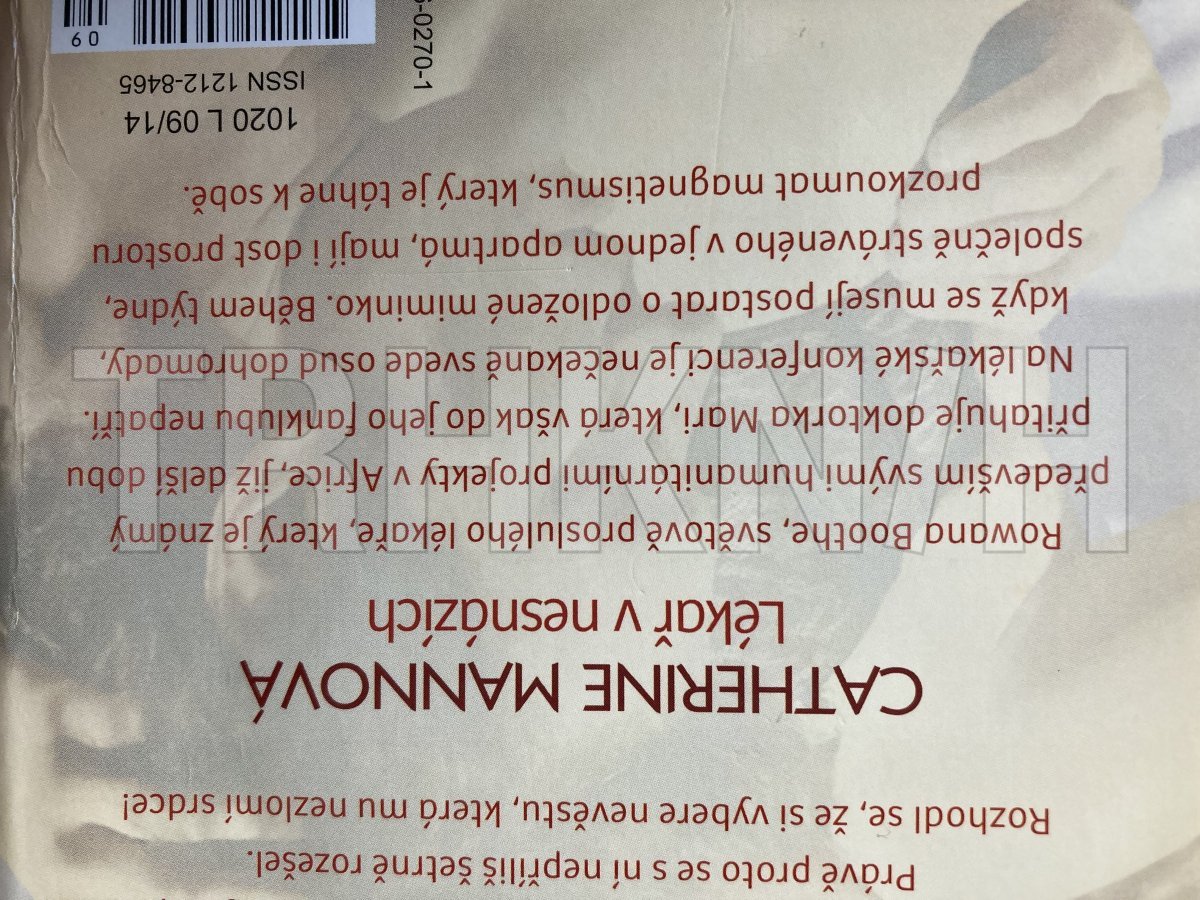 Právě proto se s ní nepříliš šetrně rozešel.
Rozhodl se, že si vybere nevěstu, která mu nezlomí srdce!
CATHERINE MANNOVÁ
Lékař v nesnázích
Rowana Boothe, světově proslulého lékaře, který je známý
především svými humanitárními projekty v Africe, již delší dobu
přitahuje doktorka Mari, která však do jeho fanklubu nepatří.
Na lékařské konferenci je nečekaně svede osud dohromady,
když se musejí postarat o odložené miminko. Během týdne,
společně stráveného v jednom apartmá, mají i dost prostoru
prozkoumat magnetismus, který je táhne k sobě.
1020 L 09/14
ISSN 1212-8465
09
-0270-1
TRHKNIH